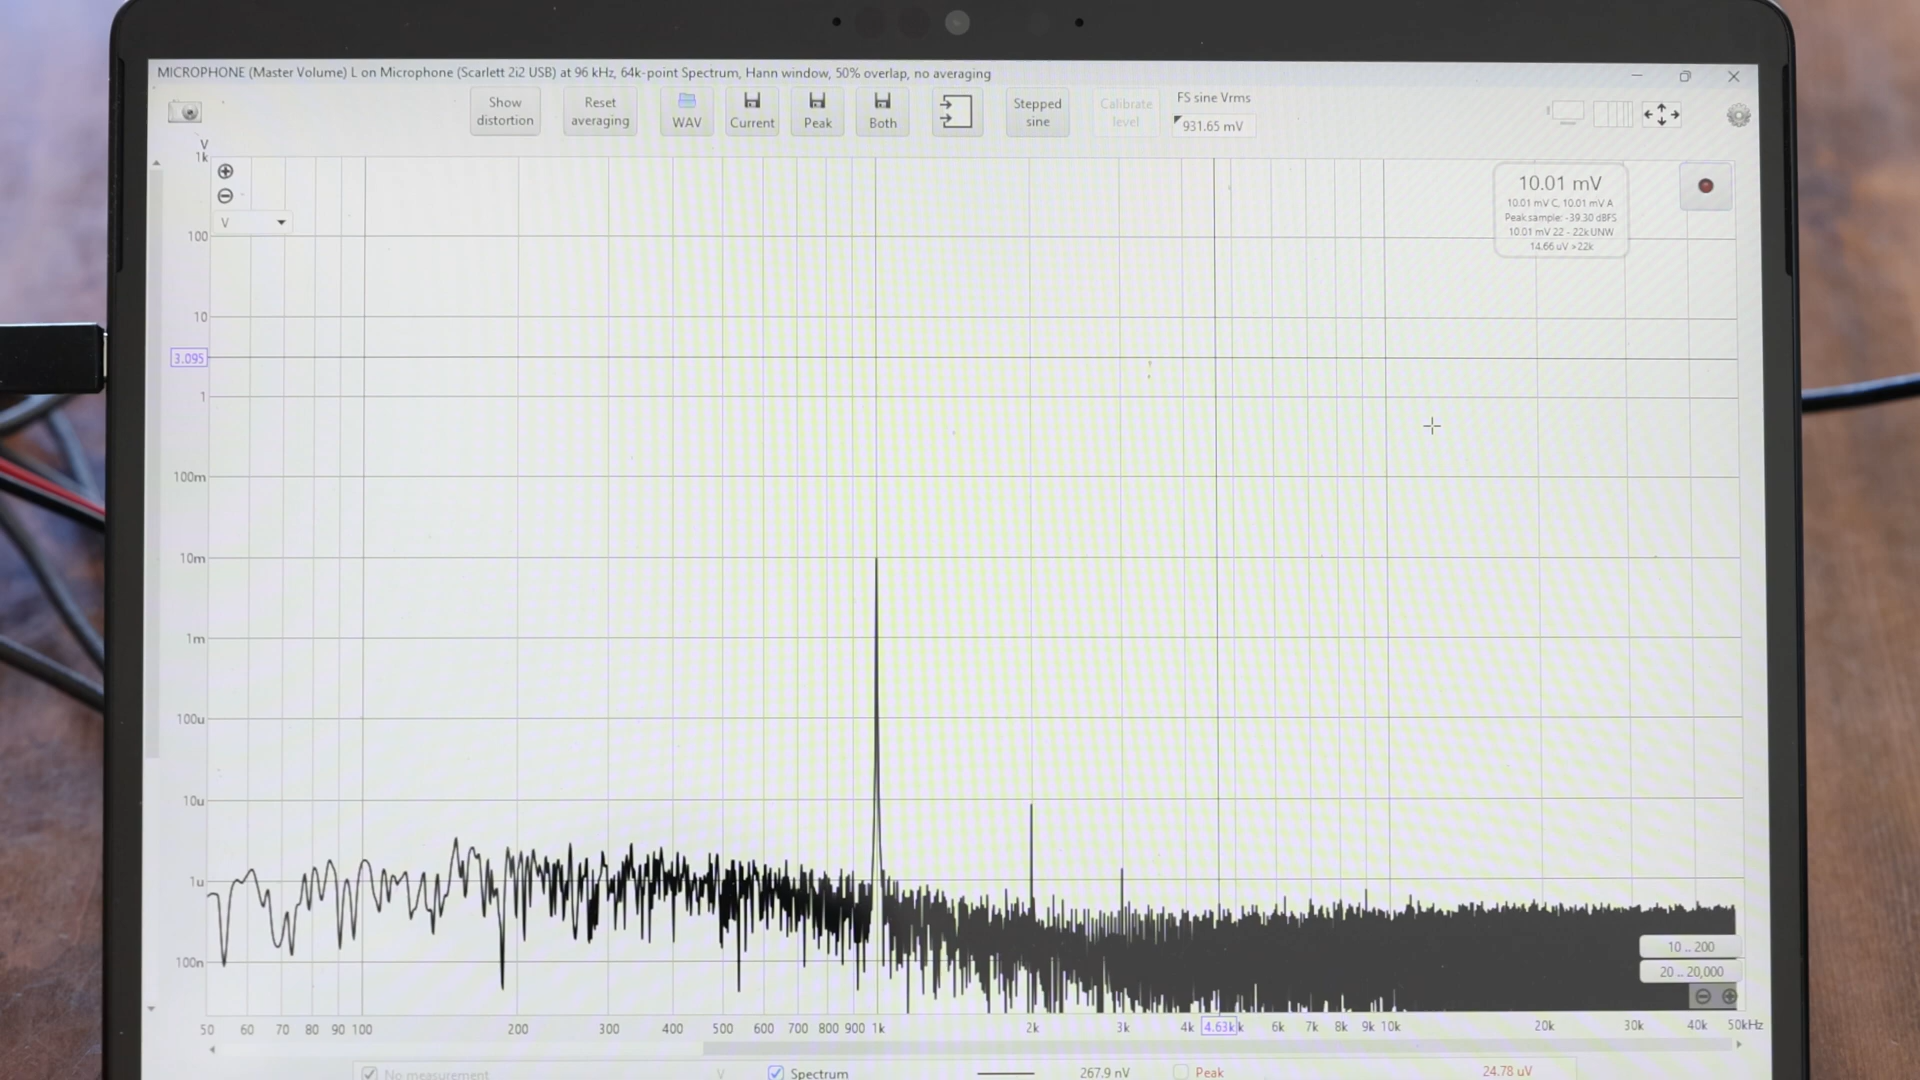 MICROPHONE (Master Volume) L on Microphone (Scarlett 2i2 USB) at 96 kHz, 64k-point Spectrum, Hann window, 50% overlap, no averaging
Show distortion
Reset averaging
WAV
Current
Peak
Both
Stepped sine
Calibrate level
FS sine Vrms
931.65 mV
V
1k
100
10
3.095
1
100m
10m
1m
100u
10u
1u
100n
V
10.01 mV
10.01 mV C, 10.01 mV A
Peak sample: -39.30 dBFS
10.01 mV 22 - 22k UNW
14.66 uV >22k
10 .. 200
20 .. 20,000
50 60 70 80 90 100 200 300 400 500 600 700 800 900 1k 2k 3k 4k 4.63k k 6k 7k 8k 9k 10k 20k 30k 40k 50kHz
No measurement V Spectrum 267.9 nV Peak 24.78 uV